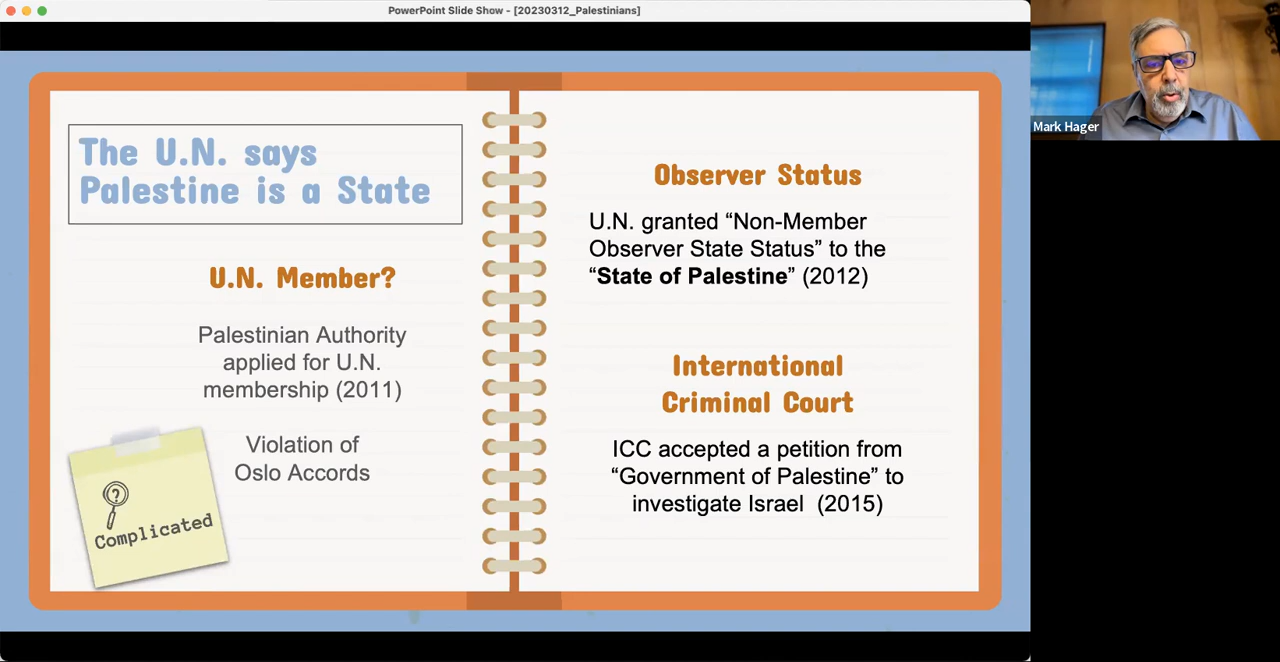 PowerPoint Slide Show - [20230312_Palestinians]
The U.N. says
Palestine is a State
U.N. Member?
Palestinian Authority
applied for U.N.
membership (2011)
Violation of
Oslo Accords
?
Complicated
Observer Status
U.N. granted “Non-Member
Observer State Status” to the
“State of Palestine” (2012)
International
Criminal Court
ICC accepted a petition from
“Government of Palestine” to
investigate Israel  (2015)
Mark Hager